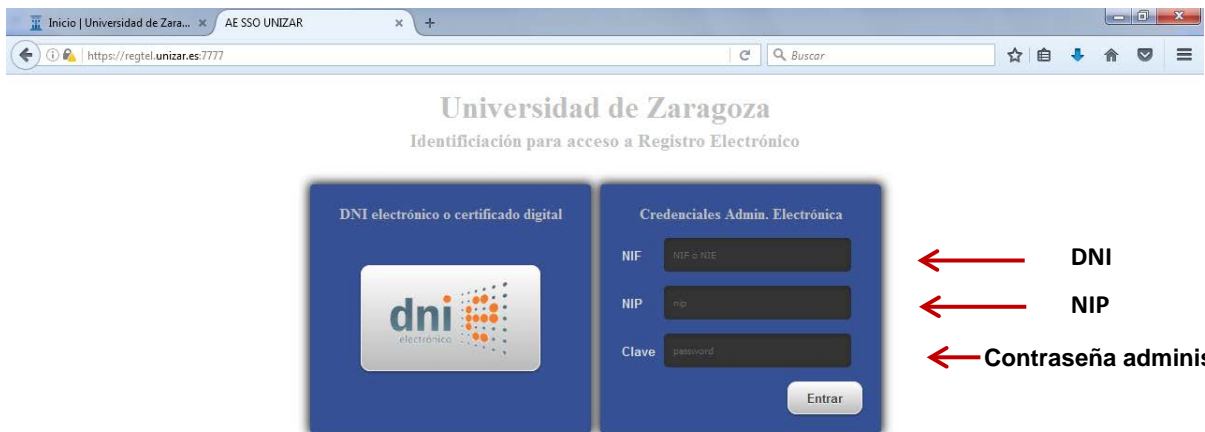 Inicio | Universidad de Zara...
AE SSO UNIZAR
https://regtel.unizar.es:7777
Buscar
Universidad de Zaragoza
Identificiación para acceso a Registro Electrónico
DNI electrónico o certificado digital
dni
electrónico
Credenciales Admin. Electrónica
NIF
NIF o NIE
NIP
nip
Clave
password
Entrar
DNI
NIP
Contraseña adminis